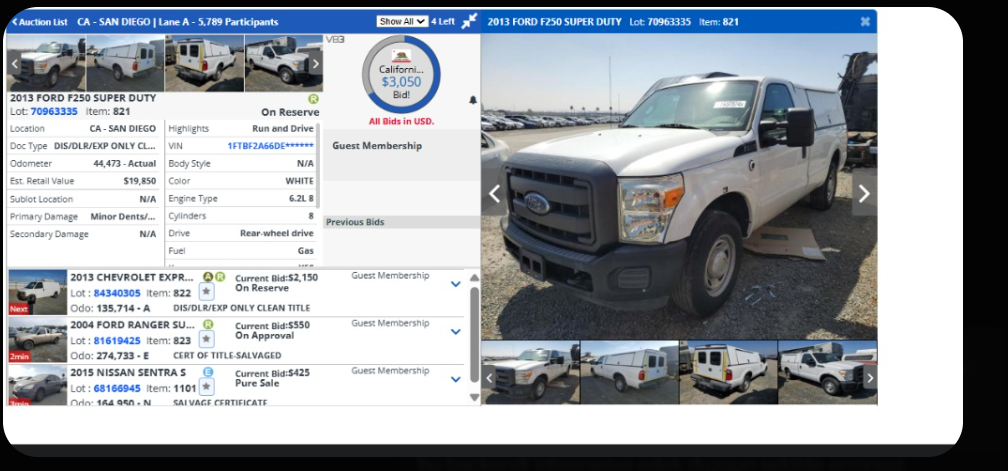 Auction List CA - SAN DIEGO | Lane A - 5,789 Participants
Show All 4 Left
2013 FORD F250 SUPER DUTY Lot: 70963335 Item: 821
VB3
Californi...
$3,050
Bid!
All Bids in USD.
2013 FORD F250 SUPER DUTY R
Lot: 70963335 Item: 821 On Reserve
Location CA - SAN DIEGO
Doc Type DIS/DLR/EXP ONLY CL...
Odometer 44,473 - Actual
Est. Retail Value $19,850
Sublot Location N/A
Primary Damage Minor Dents/...
Secondary Damage N/A
Highlights Run and Drive
VIN 1FTBF2A66DE******
Body Style N/A
Color WHITE
Engine Type 6.2L 8
Cylinders 8
Drive Rear-wheel drive
Fuel Gas
Guest Membership
Previous Bids
2013 CHEVROLET EXPR... A R Current Bid:$2,150 Guest Membership
Lot : 84340305 Item: 822 On Reserve
Next Odo: 135,714 - A DIS/DLR/EXP ONLY CLEAN TITLE
2004 FORD RANGER SU... R Current Bid:$550 Guest Membership
Lot : 81619425 Item: 823 On Approval
2min Odo: 274,733 - E CERT OF TITLE-SALVAGED
2015 NISSAN SENTRA S E Current Bid:$425 Guest Membership
Lot : 68166945 Item: 1101 Pure Sale
Odo: 164,950 - N SALVAGE CERTIFICATE